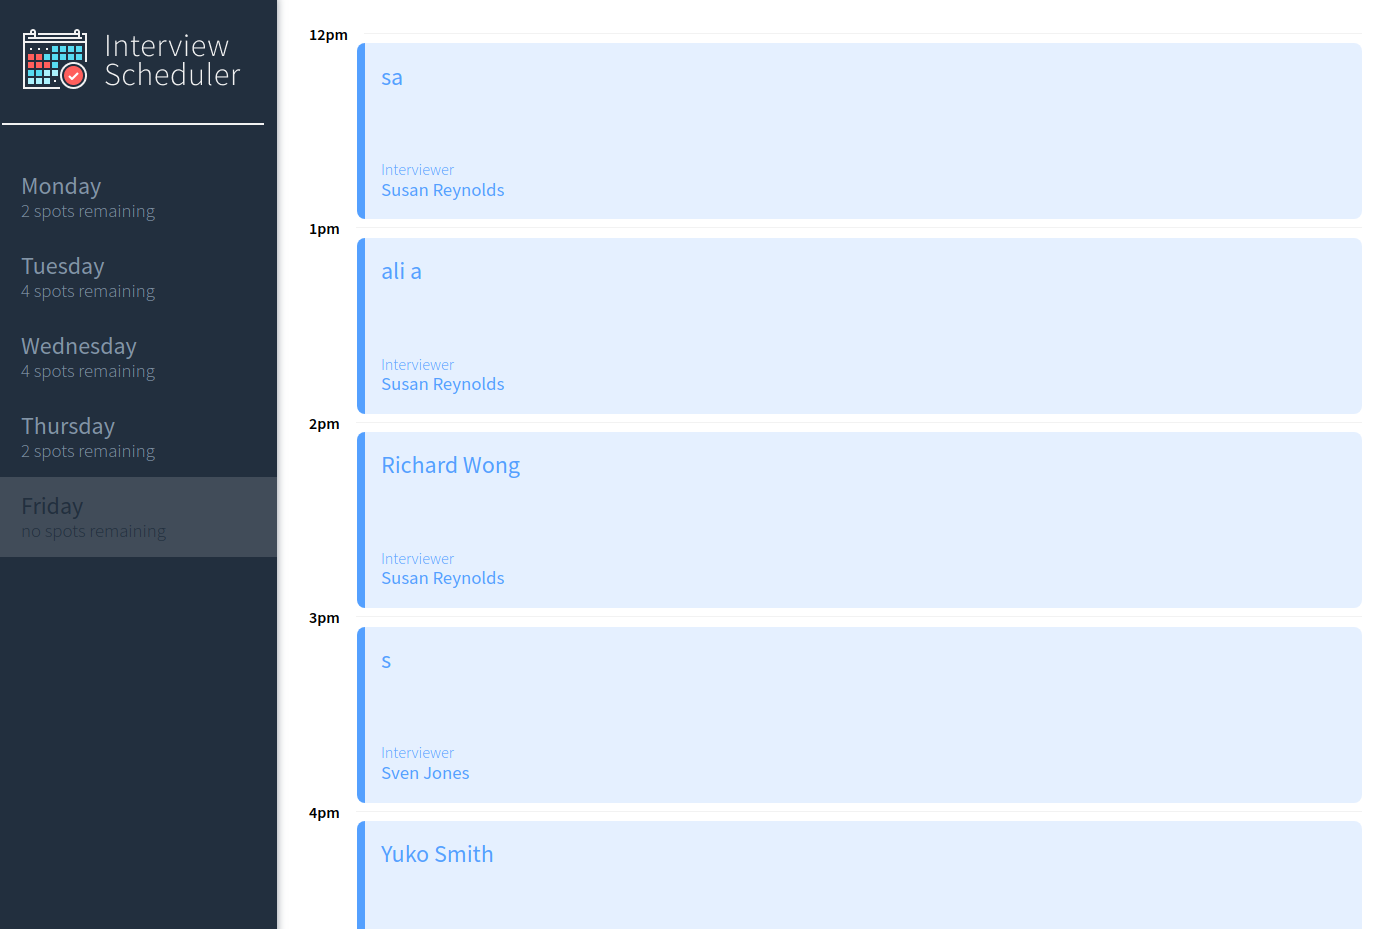 Interview
Scheduler
Monday
2 spots remaining
Tuesday
4 spots remaining
Wednesday
4 spots remaining
Thursday
2 spots remaining
Friday
no spots remaining
12pm
sa
Interviewer
Susan Reynolds
1pm
ali a
Interviewer
Susan Reynolds
2pm
Richard Wong
Interviewer
Susan Reynolds
3pm
s
Interviewer
Sven Jones
4pm
Yuko Smith